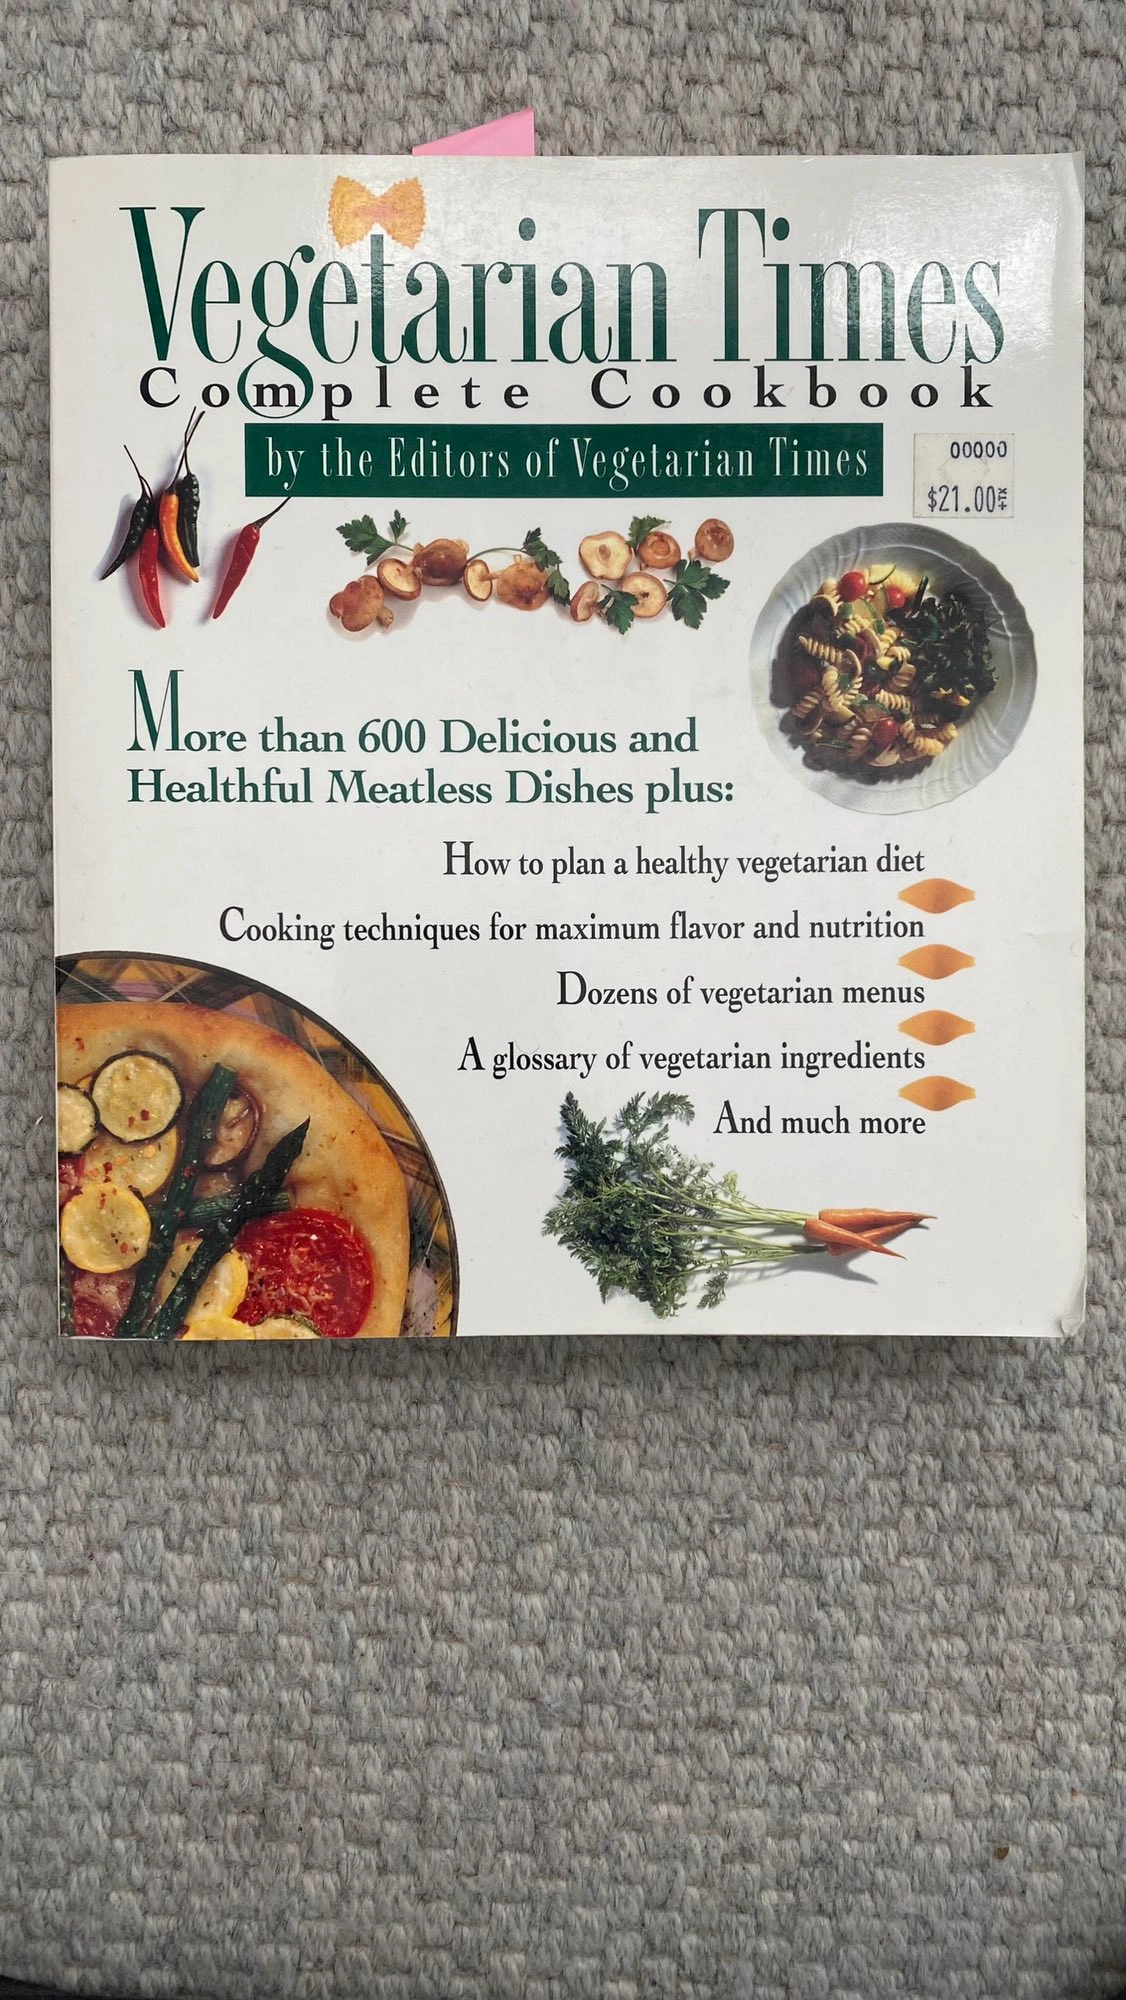 Vegetarian Times
Complete Cookbook
by the Editors of Vegetarian Times
00000
$21.00
More than 600 Delicious and
Healthful Meatless Dishes plus:
How to plan a healthy vegetarian diet
Cooking techniques for maximum flavor and nutrition
Dozens of vegetarian menus
A glossary of vegetarian ingredients
And much more